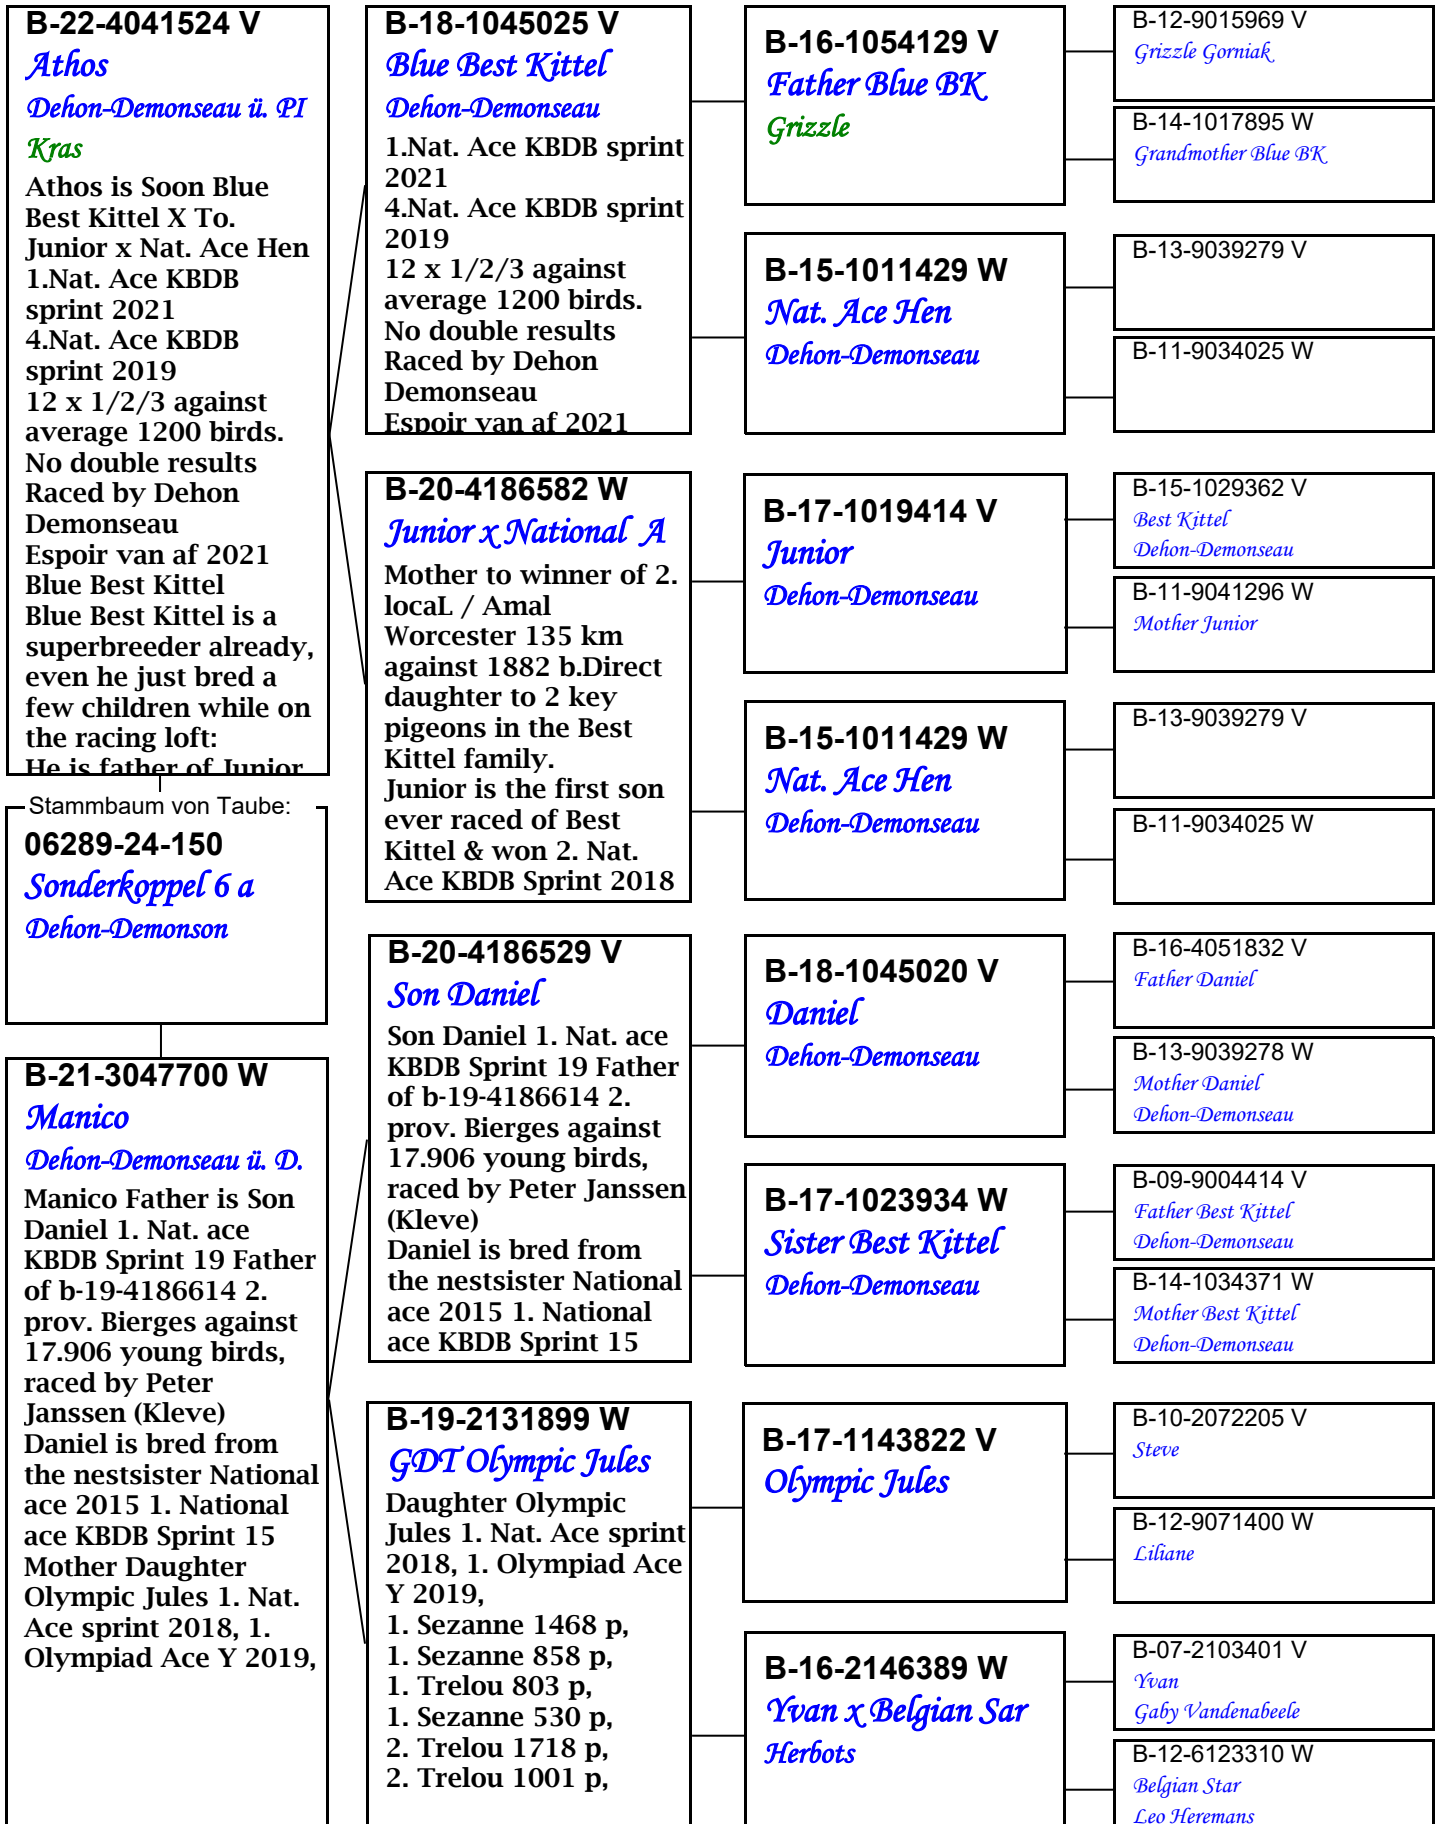 B-22-4041524 V
Athos
Dehon-Demonseau ü. PI
Kras
Athos is Soon Blue
Best Kittel X To.
Junior x Nat. Ace Hen
1.Nat. Ace KBDB
sprint 2021
4.Nat. Ace KBDB
sprint 2019
12 x 1/2/3 against
average 1200 birds.
No double results
Raced by Dehon
Demonseau
Espoir van af 2021
Blue Best Kittel
Blue Best Kittel is a
superbreeder already,
even he just bred a
few children while on
the racing loft:
He is father of Junior
Stammbaum von Taube:
06289-24-150
Sonderkoppel 6 a
Dehon-Demonson
B-21-3047700 W
Manico
Dehon-Demonseau ü. D.
Manico Father is Son
Daniel 1. Nat. ace
KBDB Sprint 19 Father
of b-19-4186614 2.
prov. Bierges against
17.906 young birds,
raced by Peter
Janssen (Kleve)
Daniel is bred from
the nestsister National
ace 2015 1. National
ace KBDB Sprint 15
Mother Daughter
Olympic Jules 1. Nat.
Ace sprint 2018, 1.
Olympiad Ace Y 2019,
B-18-1045025 V
Blue Best Kittel
Dehon-Demonseau
1.Nat. Ace KBDB sprint
2021
4.Nat. Ace KBDB sprint
2019
12 x 1/2/3 against
average 1200 birds.
No double results
Raced by Dehon
Demonseau
Espoir van af 2021
B-20-4186582 W
Junior x National A
Mother to winner of 2.
locaL / Amal
Worcester 135 km
against 1882 b.Direct
daughter to 2 key
pigeons in the Best
Kittel family.
Junior is the first son
ever raced of Best
Kittel & won 2. Nat.
Ace KBDB Sprint 2018
B-20-4186529 V
Son Daniel
Son Daniel 1. Nat. ace
KBDB Sprint 19 Father
of b-19-4186614 2.
prov. Bierges against
17.906 young birds,
raced by Peter Janssen
(Kleve)
Daniel is bred from
the nestsister National
ace 2015 1. National
ace KBDB Sprint 15
B-19-2131899 W
GDT Olympic Jules
Daughter Olympic
Jules 1. Nat. Ace sprint
2018, 1. Olympiad Ace
Y 2019,
1. Sezanne 1468 p,
1. Sezanne 858 p,
1. Trelou 803 p,
1. Sezanne 530 p,
2. Trelou 1718 p,
2. Trelou 1001 p,
B-16-1054129 V
Father Blue BK
Grizzle
B-15-1011429 W
Nat. Ace Hen
Dehon-Demonseau
B-17-1019414 V
Junior
Dehon-Demonseau
B-15-1011429 W
Nat. Ace Hen
Dehon-Demonseau
B-18-1045020 V
Daniel
Dehon-Demonseau
B-17-1023934 W
Sister Best Kittel
Dehon-Demonseau
B-17-1143822 V
Olympic Jules
B-16-2146389 W
Yvan x Belgian Sar
Herbots
B-12-9015969 V
Grizzle Gorniak
B-14-1017895 W
Grandmother Blue BK
B-13-9039279 V
B-11-9034025 W
B-15-1029362 V
Best Kittel
Dehon-Demonseau
B-11-9041296 W
Mother Junior
B-13-9039279 V
B-11-9034025 W
B-16-4051832 V
Father Daniel
B-13-9039278 W
Mother Daniel
Dehon-Demonseau
B-09-9004414 V
Father Best Kittel
Dehon-Demonseau
B-14-1034371 W
Mother Best Kittel
Dehon-Demonseau
B-10-2072205 V
Steve
B-12-9071400 W
Liliane
B-07-2103401 V
Yvan
Gaby Vandenabeele
B-12-6123310 W
Belgian Star
Leo Heremans